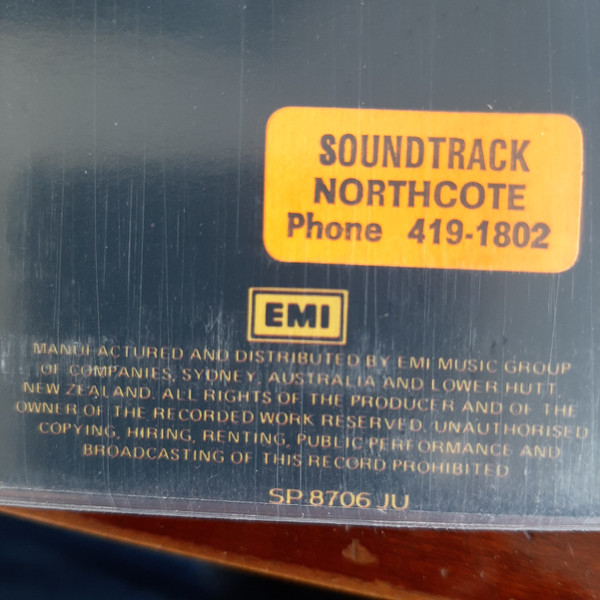 SOUNDTRACK
NORTHCOTE
Phone 419-1802
EMI
MANUFACTURED AND DISTRIBUTED BY EMI MUSIC GROUP
OF COMPANIES, SYDNEY, AUSTRALIA AND LOWER HUTT,
NEW ZEALAND. ALL RIGHTS OF THE PRODUCER AND OF THE
OWNER OF THE RECORDED WORK RESERVED. UNAUTHORISED
COPYING, HIRING, RENTING, PUBLIC PERFORMANCE AND
BROADCASTING OF THIS RECORD PROHIBITED
SP 8706 JU